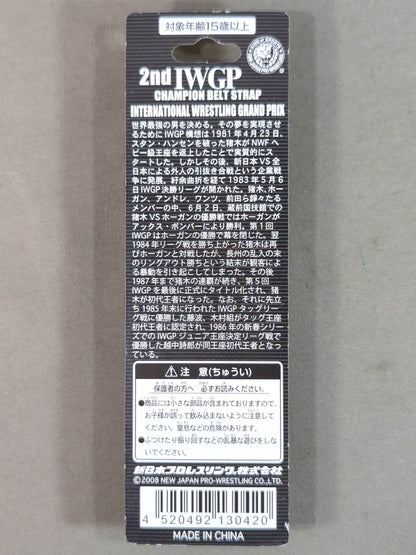 対象年齢15歳以上
2nd IWGP
CHAMPION BELT STRAP
INTERNATIONAL WRESTLING GRAND PRIX
世界最強の男を決める。その夢を実現させ
るためにIWGP構想は1981年4月23日、
スタン・ハンセンを破った猪木がNWFヘ
ビー級王座を返上したことで実質的にス
タートした。しかしその後、新日本VS全
日本による外人の引抜き合戦という企業戦
争に発展。紆余曲折を経て1983年5月6
日IWGP決勝リーグが開かれた。猪木、ホー
ガン、アンドレ、ワンツ、前田ら錚々たる
メンバーの中、6月2日、蔵前国技館での
猪木VSホーガンの優勝戦ではホーガンが
アックス・ボンバーにより勝利。第1回
IWGPはホーガンの優勝で幕を閉じた。翌
1984年リーグ戦を勝ち上がった猪木は再
びホーガンと対戦したが、長州の乱入の末
のリングアウト勝ちという結末が観客によ
る暴動を引き起こしてしまった。その後
1987年まで猪木の連覇が続き、第5回
IWGPを最後に正式にタイトル化され、猪
木が初代王者になった。なお、それに先立
ち1985年末に行われたIWGPタッグリー
グ戦に優勝した藤波、木村組がタッグ王座
初代王者に認定され、1986年の新春シリー
ズでのIWGPジュニア王座決定リーグ戦で
優勝した越中詩郎が同王座初代王者となっ
ている。
⚠ 注 意(ちゅうい)
保護者の方へ 必ずお読みください。
●商品には小さな部品が含まれておりますので、
お子様が誤って飲み込まないように注意して
ください。窒息などの危険があります。
●ぶつけたり振り回すなどの乱暴な遊びをしな
いでください。
新日本プロレスリング株式会社
©2008 NEW JAPAN PRO-WRESTLING CO.,LTD.
4 520492 130420
MADE IN CHINA